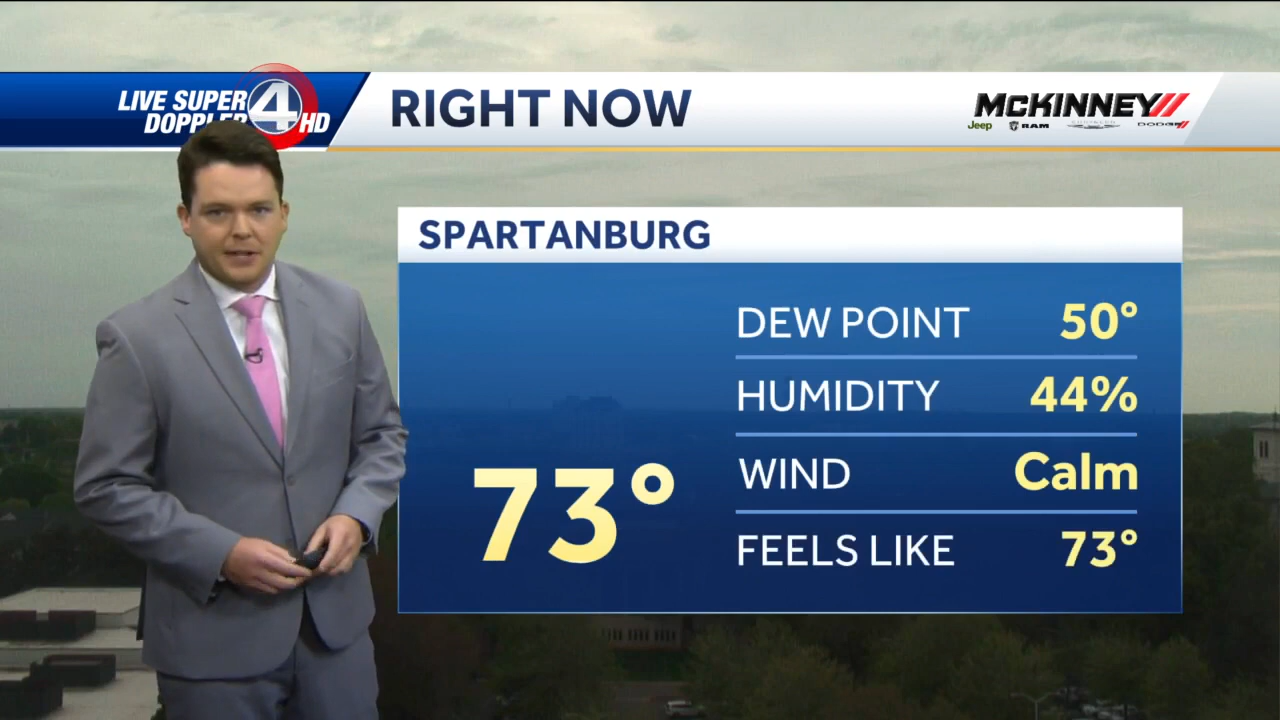 LIVE SUPER
DOPPLER 4 HD
RIGHT NOW
McKINNEY
Jeep RAM CHRYSLER DODGE
SPARTANBURG
73°
DEW POINT 50°
HUMIDITY 44%
WIND Calm
FEELS LIKE 73°